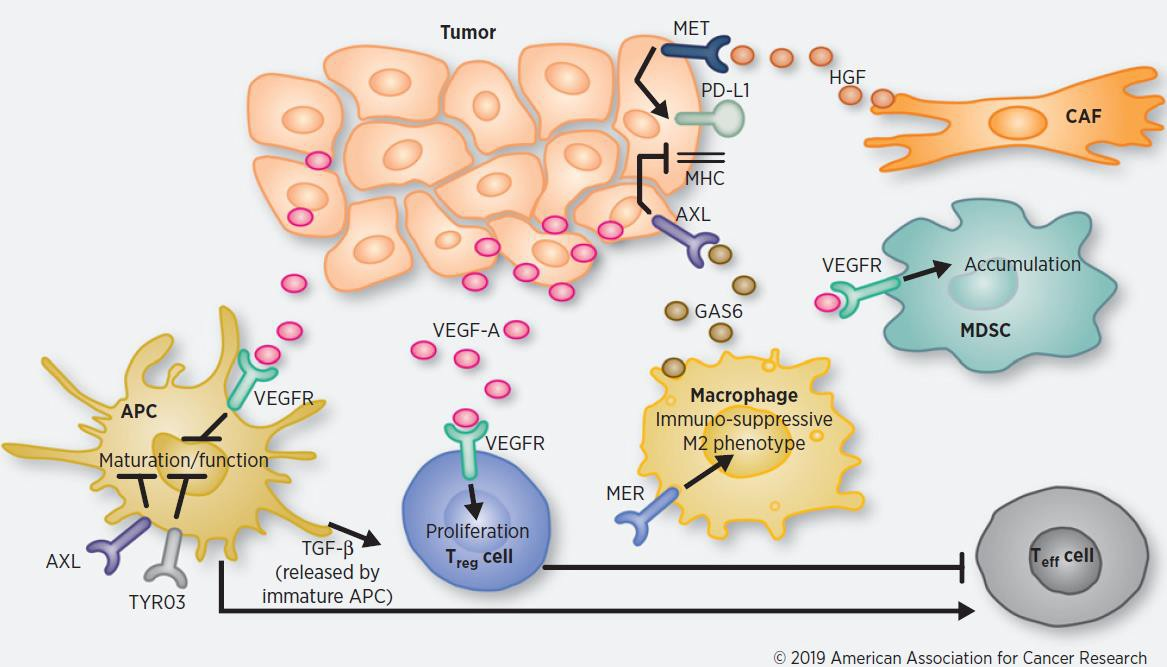 Tumor
MET
HGF
PD-L1
CAF
MHC
AXL
VEGFR
Accumulation
MDSC
GAS6
VEGF-A
VEGFR
APC
Maturation/function
AXL
TYR03
TGF-β
(released by
immature APC)
VEGFR
Proliferation
Treg cell
Macrophage
Immuno-suppressive
M2 phenotype
MER
Teff cell
© 2019 American Association for Cancer Research